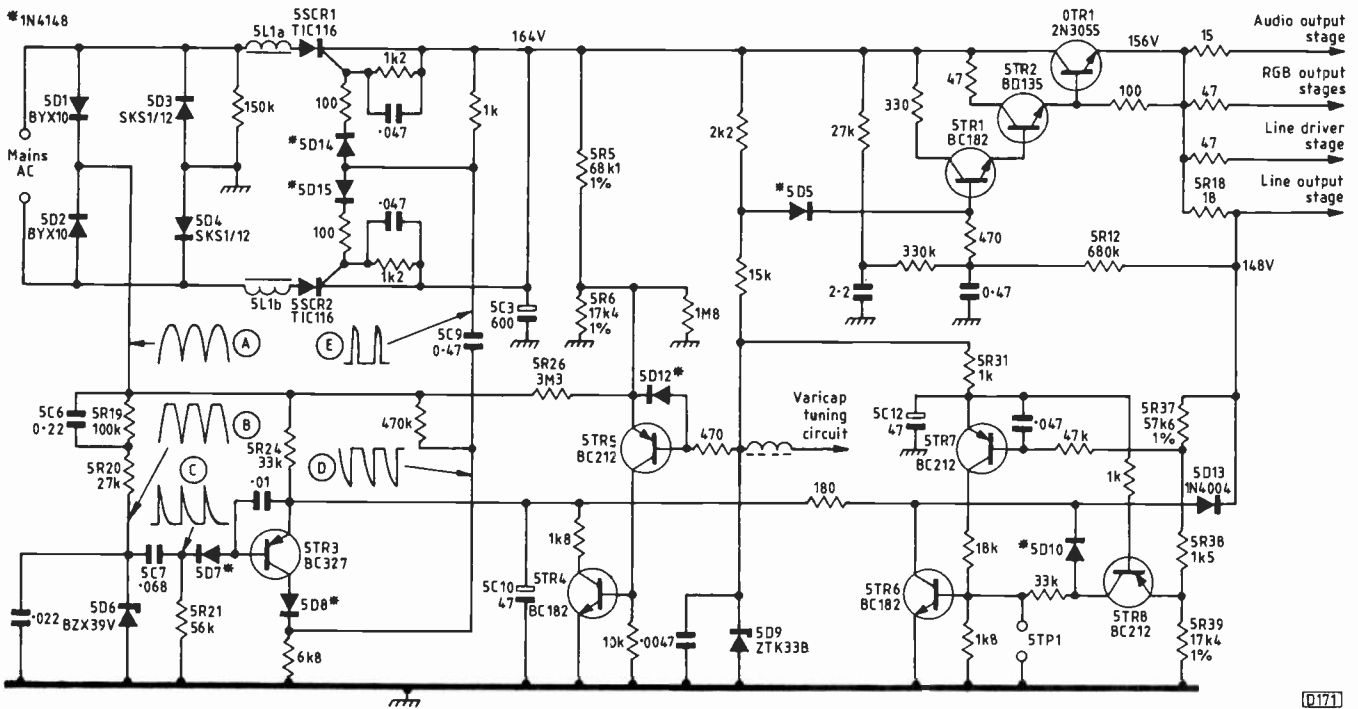 *1N4148
5L1a
5SCR1
TIC116
164V
0TR1
2N3055
156V
15
Audio output
stage
5D1
BYX10
5D3
SKS1/12
150k
1k2
100
·047
1k
5R5
68k1
1%
2k2
27k
330
47
5TR2
BD135
100
47
RGB output
stages
Mains
AC
*5D14
5TR1
BC182
47
Line driver
stage
5D2
BYX10
5D4
SKS1/12
*5D15
100
·047
1k2
*5D5
5R18
18
Line output
stage
5L1b
5SCR2
TIC116
5C3
600
5R6
17k4
1%
1M8
15k
330k
470
5R12
680k
148V
2·2
0·47
A
E
5C9
0·47
5R26
3M3
5D12*
Varicap
tuning
circuit
5R31
1k
5C6
0·22
5R19
100k
B
5R24
33k
470k
D
5TR5
BC212
470
5C12
47
5TR7
BC212
·047
47k
5R37
57k6
1%
5R20
27k
C
·01
1k
5D13
1N4004
180
5C7
·068
5D7*
5TR3
BC327
1k8
5TR4
BC182
5C10
47
18k
*5D10
5R38
1k5
·022
5D6
BZX39V
5R21
56k
5D8*
6k8
10k
·0047
5D9
ZTK33B
5TR6
BC182
33k
1k8
5TP1
5TR8
BC212
5R39
17k4
1%
D171